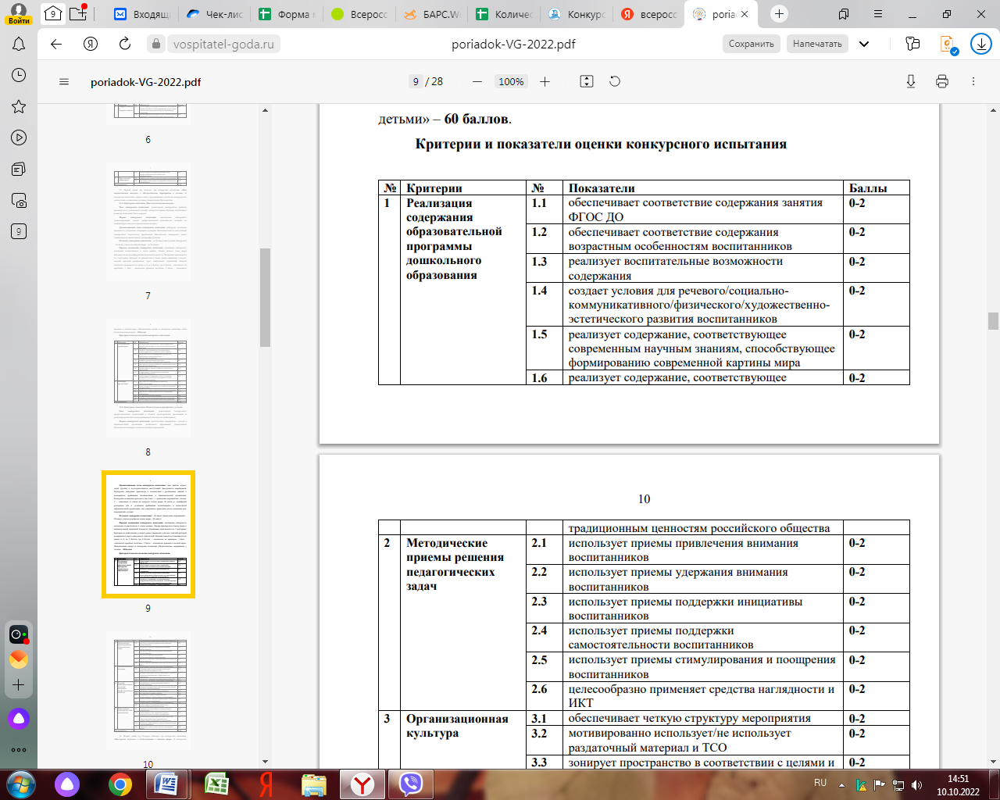 Войти
Входящ
Чек-лис
Форма
Всеросс
БАРС.W
Количес
Конкурс
всеросс
poriad
vospitatel-goda.ru
poriadok-VG-2022.pdf
Сохранить
Напечатать
poriadok-VG-2022.pdf
9 / 28
100%
9
6
7
8
9
10
детьми» – 60 баллов.
Критерии и показатели оценки конкурсного испытания
№ Критерии № Показатели Баллы
1 Реализация содержания образовательной программы дошкольного образования
1.1 обеспечивает соответствие содержания занятия 0-2
ФГОС ДО
1.2 обеспечивает соответствие содержания 0-2
возрастным особенностям воспитанников
1.3 реализует воспитательные возможности 0-2
содержания
1.4 создает условия для речевого/социально- 0-2
коммуникативного/физического/художественно-
эстетического развития воспитанников
1.5 реализует содержание, соответствующее 0-2
современным научным знаниям, способствующее
формированию современной картины мира
1.6 реализует содержание, соответствующее 0-2
10
традиционным ценностям российского общества
2 Методические приемы решения педагогических задач
2.1 использует приемы привлечения внимания 0-2
воспитанников
2.2 использует приемы удержания внимания 0-2
воспитанников
2.3 использует приемы поддержки инициативы 0-2
воспитанников
2.4 использует приемы поддержки 0-2
самостоятельности воспитанников
2.5 использует приемы стимулирования и поощрения 0-2
воспитанников
2.6 целесообразно применяет средства наглядности и 0-2
ИКТ
3 Организационная культура
3.1 обеспечивает четкую структуру мероприятия 0-2
3.2 мотивированно использует/не использует 0-2
раздаточный материал и ТСО
3.3 зонирует пространство в соответствии с целями и 0-2
RU
14:51
10.10.2022